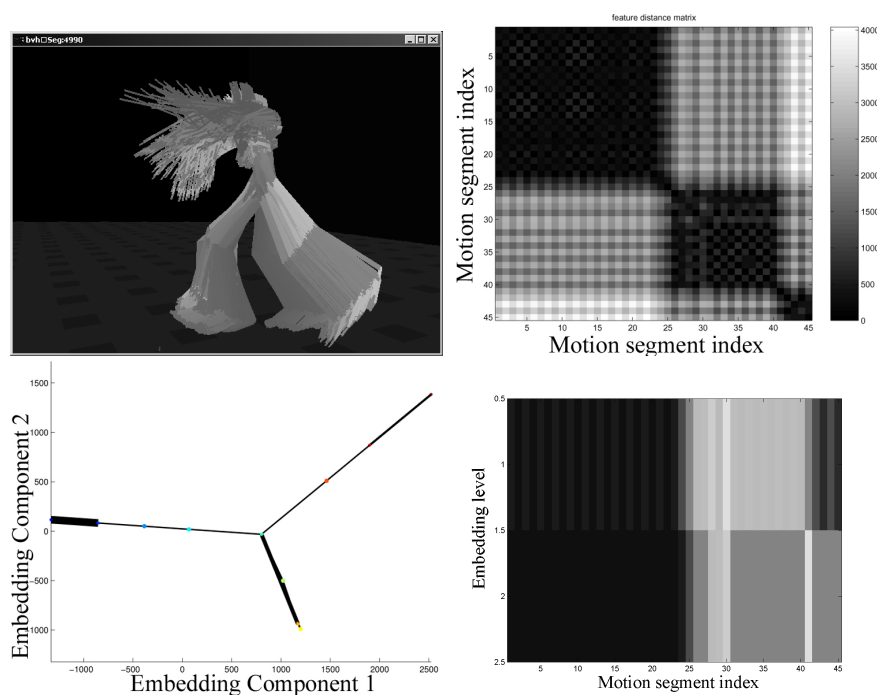 bvh Seg:4990
feature distance matrix
Motion segment index
5
10
15
20
25
30
35
40
45
5 10 15 20 25 30 35 40 45
Motion segment index
4000
3500
3000
2500
2000
1500
1000
500
0
Embedding Component 2
1500
1000
500
0
−500
−1000
−1000 −500 0 500 1000 1500 2000 2500
Embedding Component 1
Embedding level
0.5
1
1.5
2
2.5
5 10 15 20 25 30 35 40 45
Motion segment index